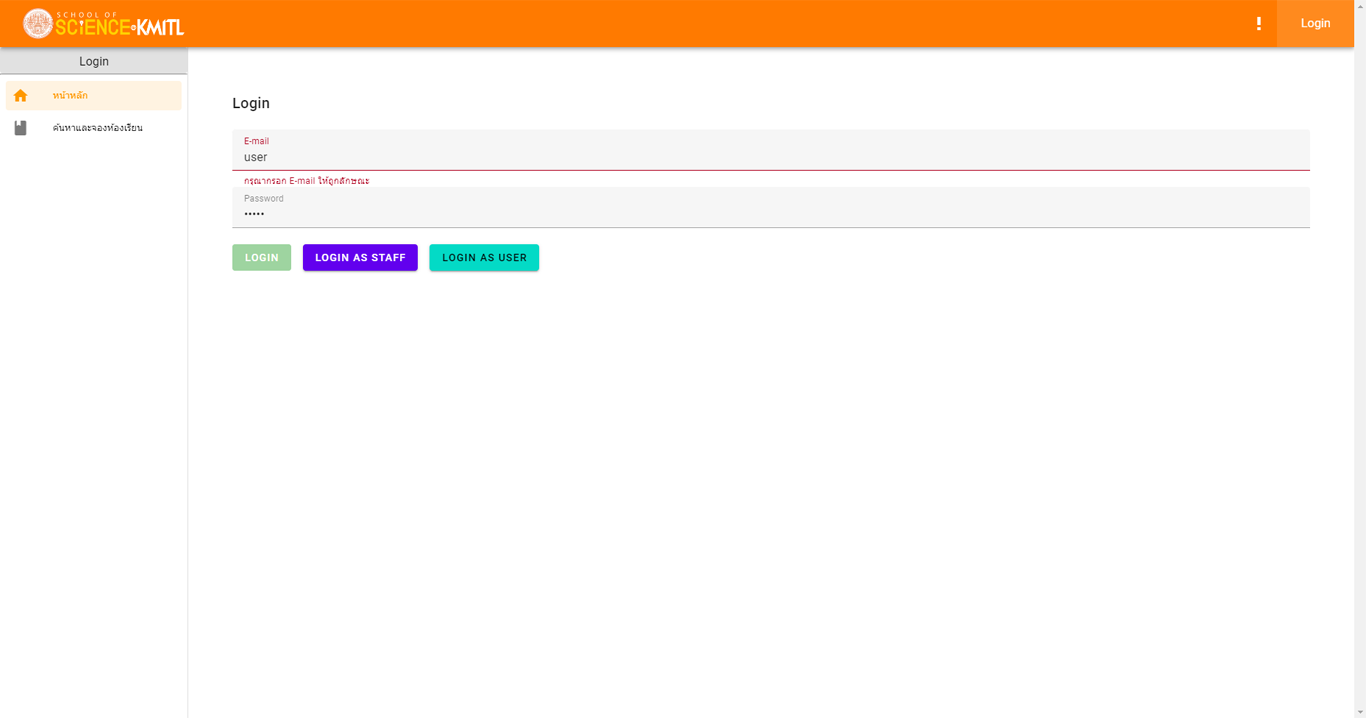 SCHOOL OF
SCiENCE KMITL
Login
Login
หน้าหลัก
ค้นหาและจองห้องเรียน
Login
E-mail
user
กรุณากรอก E-mail ให้ถูกลักษณะ
Password
•••••
LOGIN LOGIN AS STAFF LOGIN AS USER